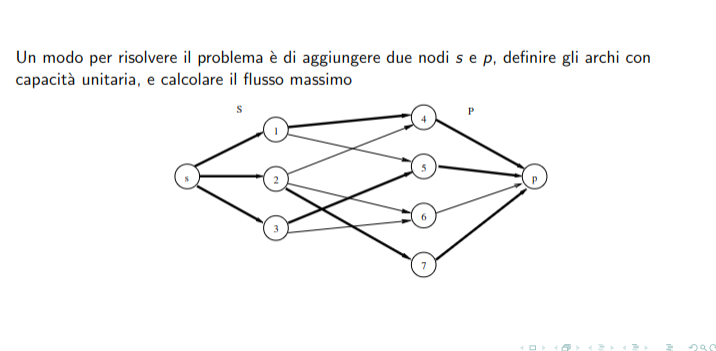 Un modo per risolvere il problema è di aggiungere due nodi s e p, definire gli archi con
capacità unitaria, e calcolare il flusso massimo
S
P
1
4
s
2
5
p
3
6
7